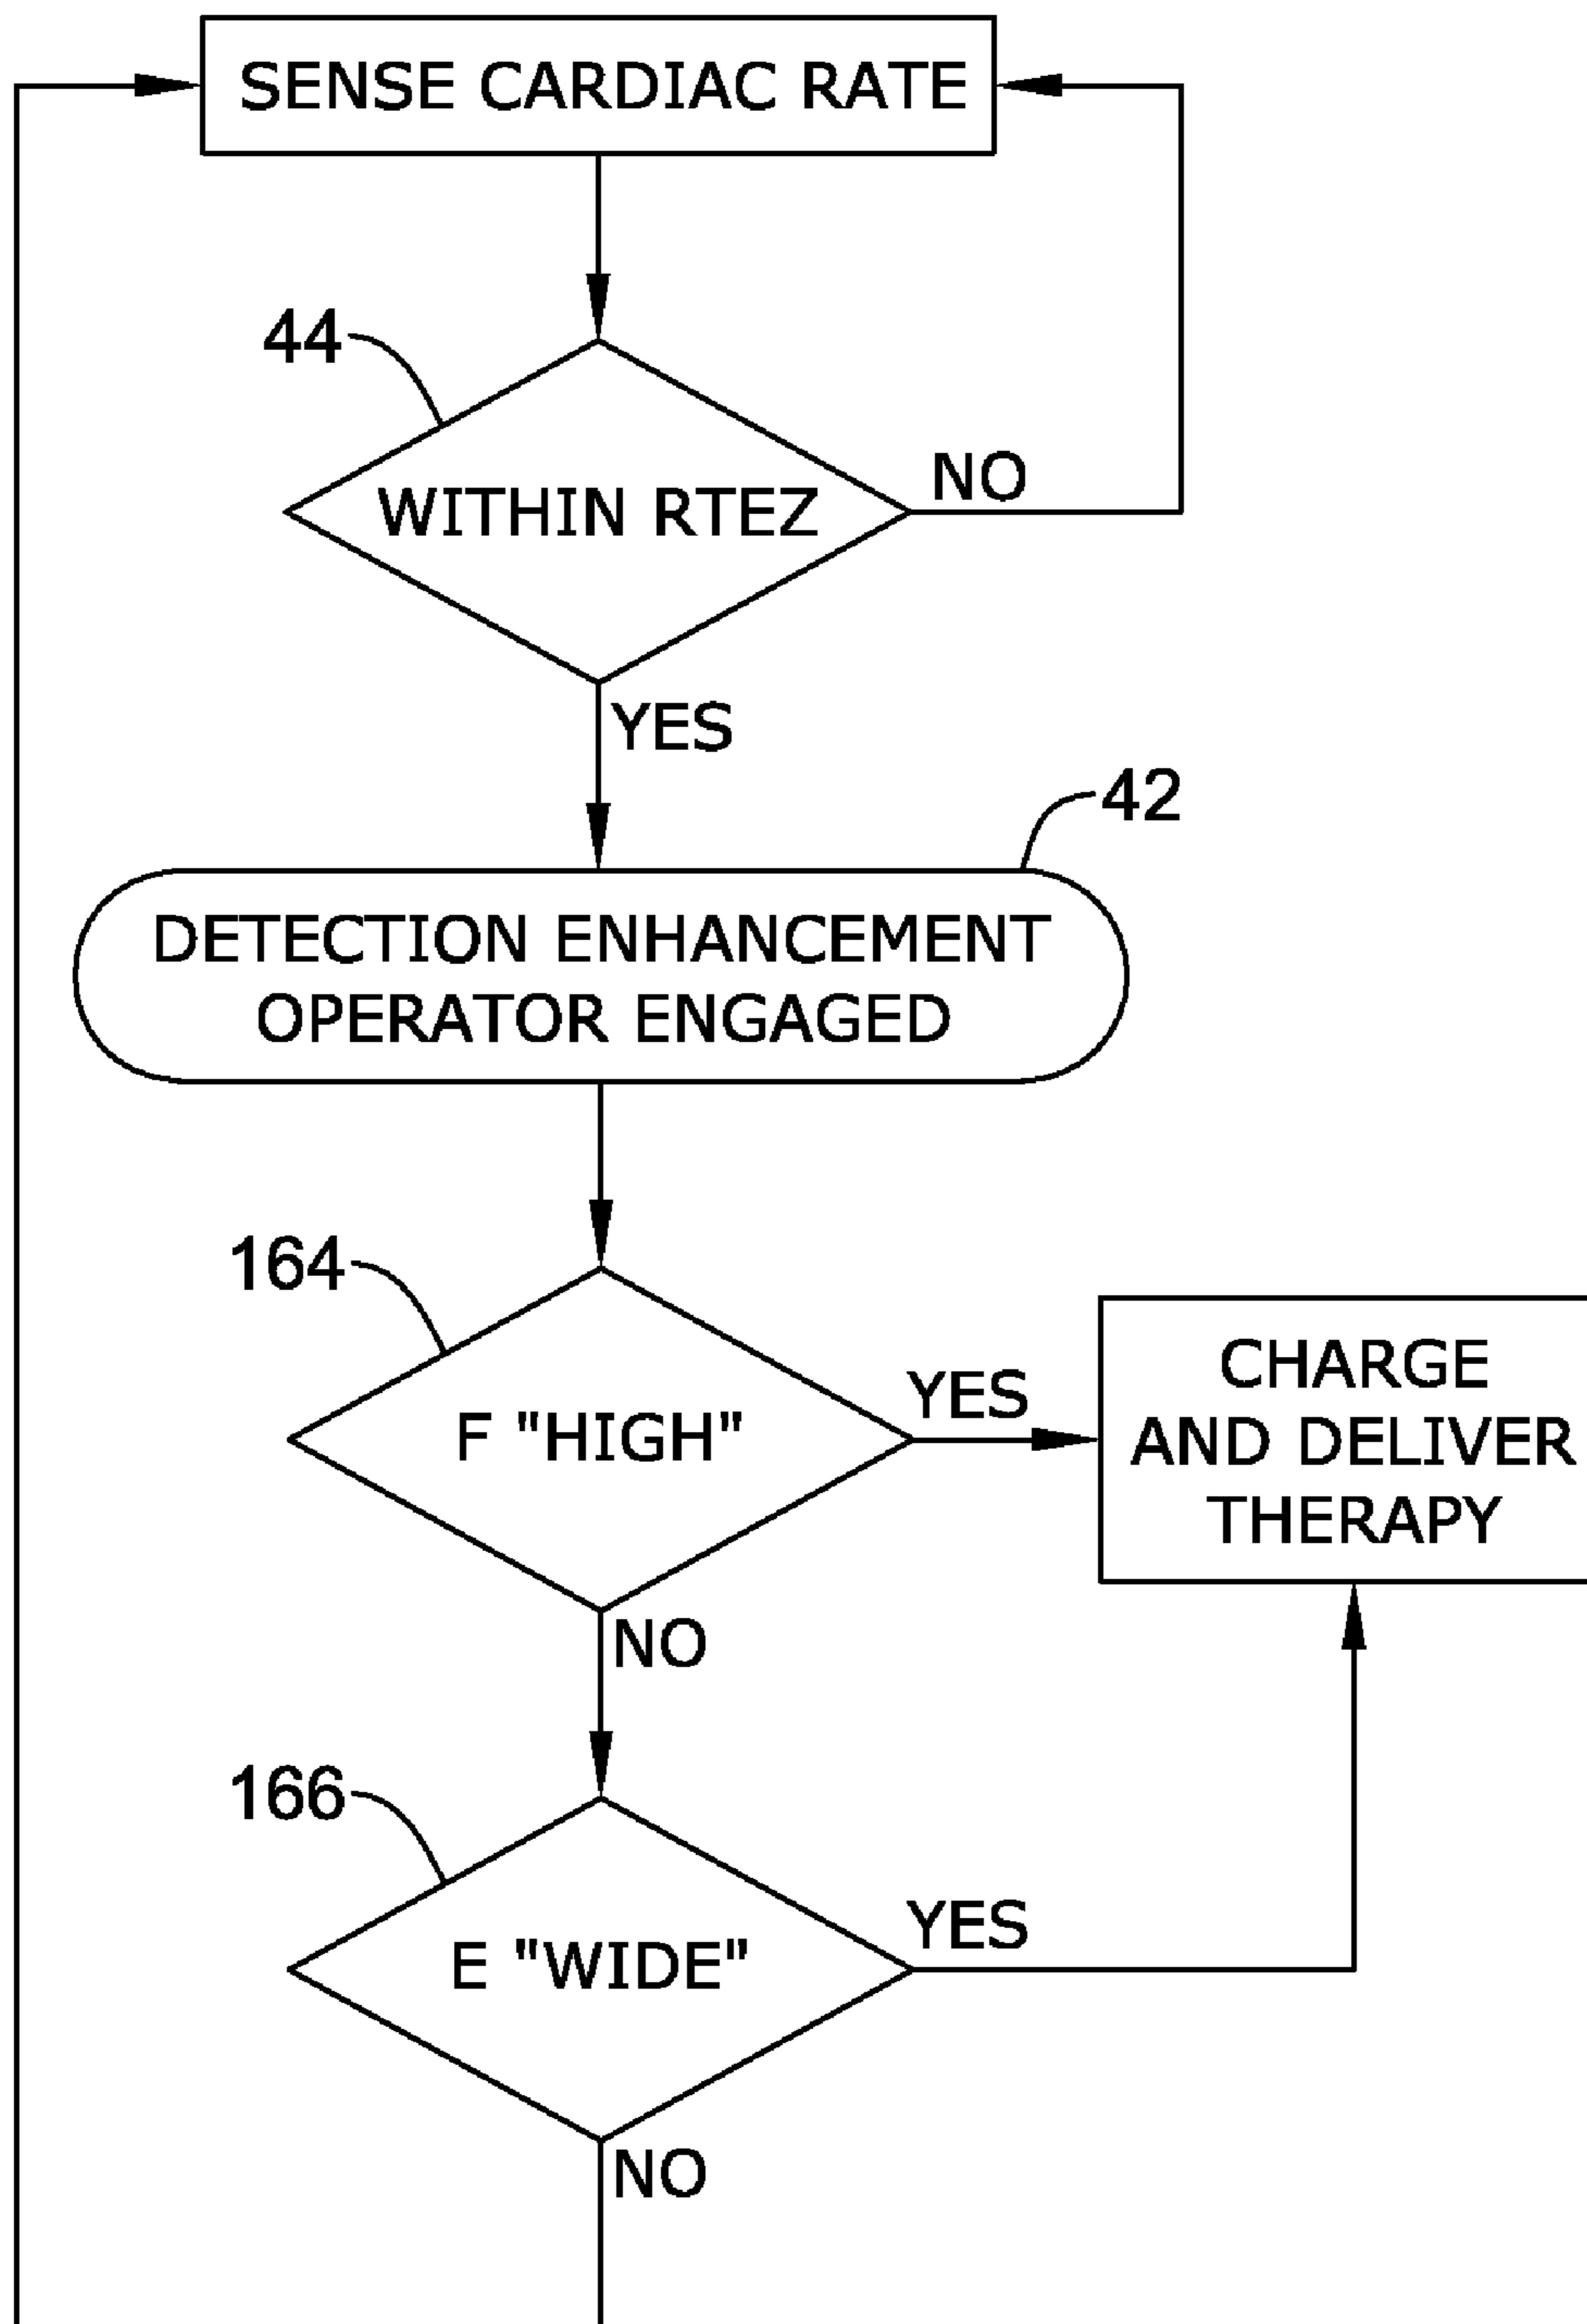 SENSE CARDIAC RATE
44
WITHIN RTEZ
NO
YES
42
DETECTION ENHANCEMENT
OPERATOR ENGAGED
164
F "HIGH"
YES
CHARGE
AND DELIVER
THERAPY
NO
166
E "WIDE"
YES
NO